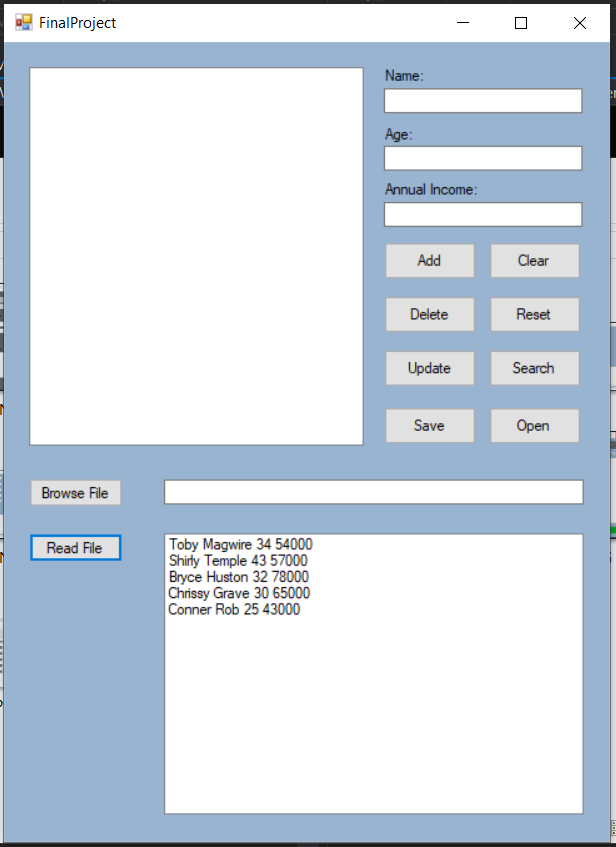 FinalProject
Name:
Age:
Annual Income:
Add
Clear
Delete
Reset
Update
Search
Save
Open
Browse File
Read File
Toby Magwire 34 54000
Shirly Temple 43 57000
Bryce Huston 32 78000
Chrissy Grave 30 65000
Conner Rob 25 43000